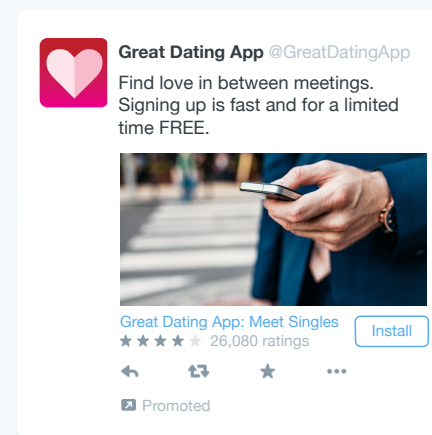 Great Dating App @GreatDatingApp
Find love in between meetings.
Signing up is fast and for a limited
time FREE.
Great Dating App: Meet Singles
26,080 ratings
Install
Promoted